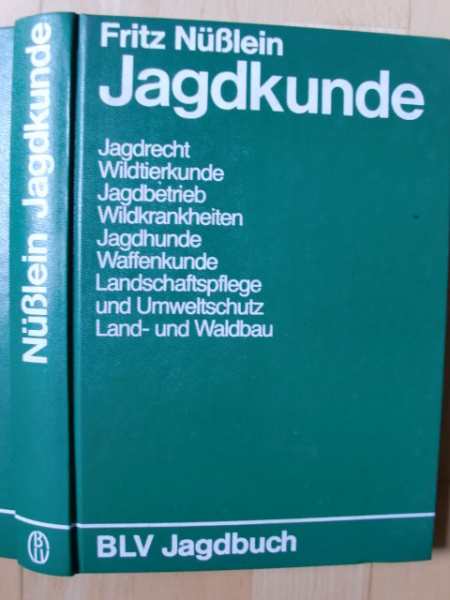 Fritz Nüßlein
Jagdkunde
Jagdrecht
Wildtierkunde
Jagdbetrieb
Wildkrankheiten
Jagdhunde
Waffenkunde
Landschaftspflege
und Umweltschutz
Land- und Waldbau
BLV Jagdbuch
Nüßlein Jagdkunde
BLV